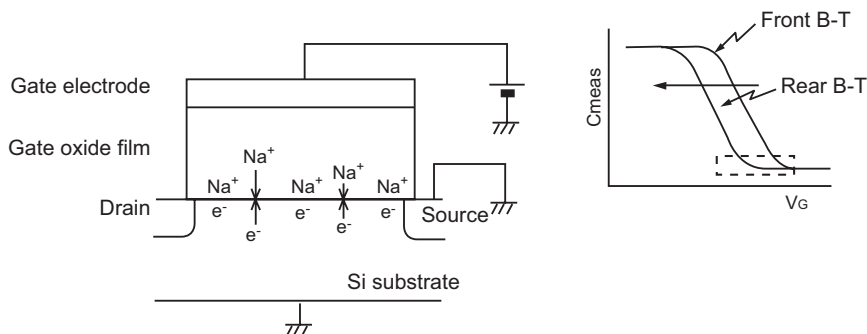 Gate electrode
Gate oxide film
Na⁺
Na⁺
Na⁺ Na⁺ Na⁺
Drain
e⁻ e⁻ e⁻
Source
e⁻ e⁻
Si substrate
Front B-T
Rear B-T
Cmeas
VG